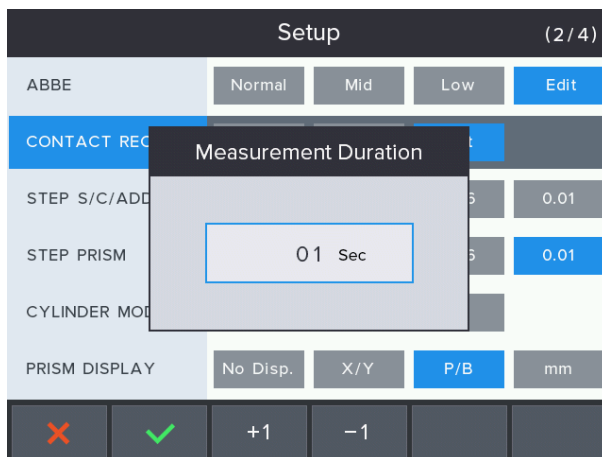 Setup (2/4)
ABBE Normal Mid Low Edit
CONTACT REC
Measurement Duration
STEP S/C/ADD 0.01
01 Sec
STEP PRISM 0.01
CYLINDER MOD
PRISM DISPLAY No Disp. X/Y P/B mm
+1 −1